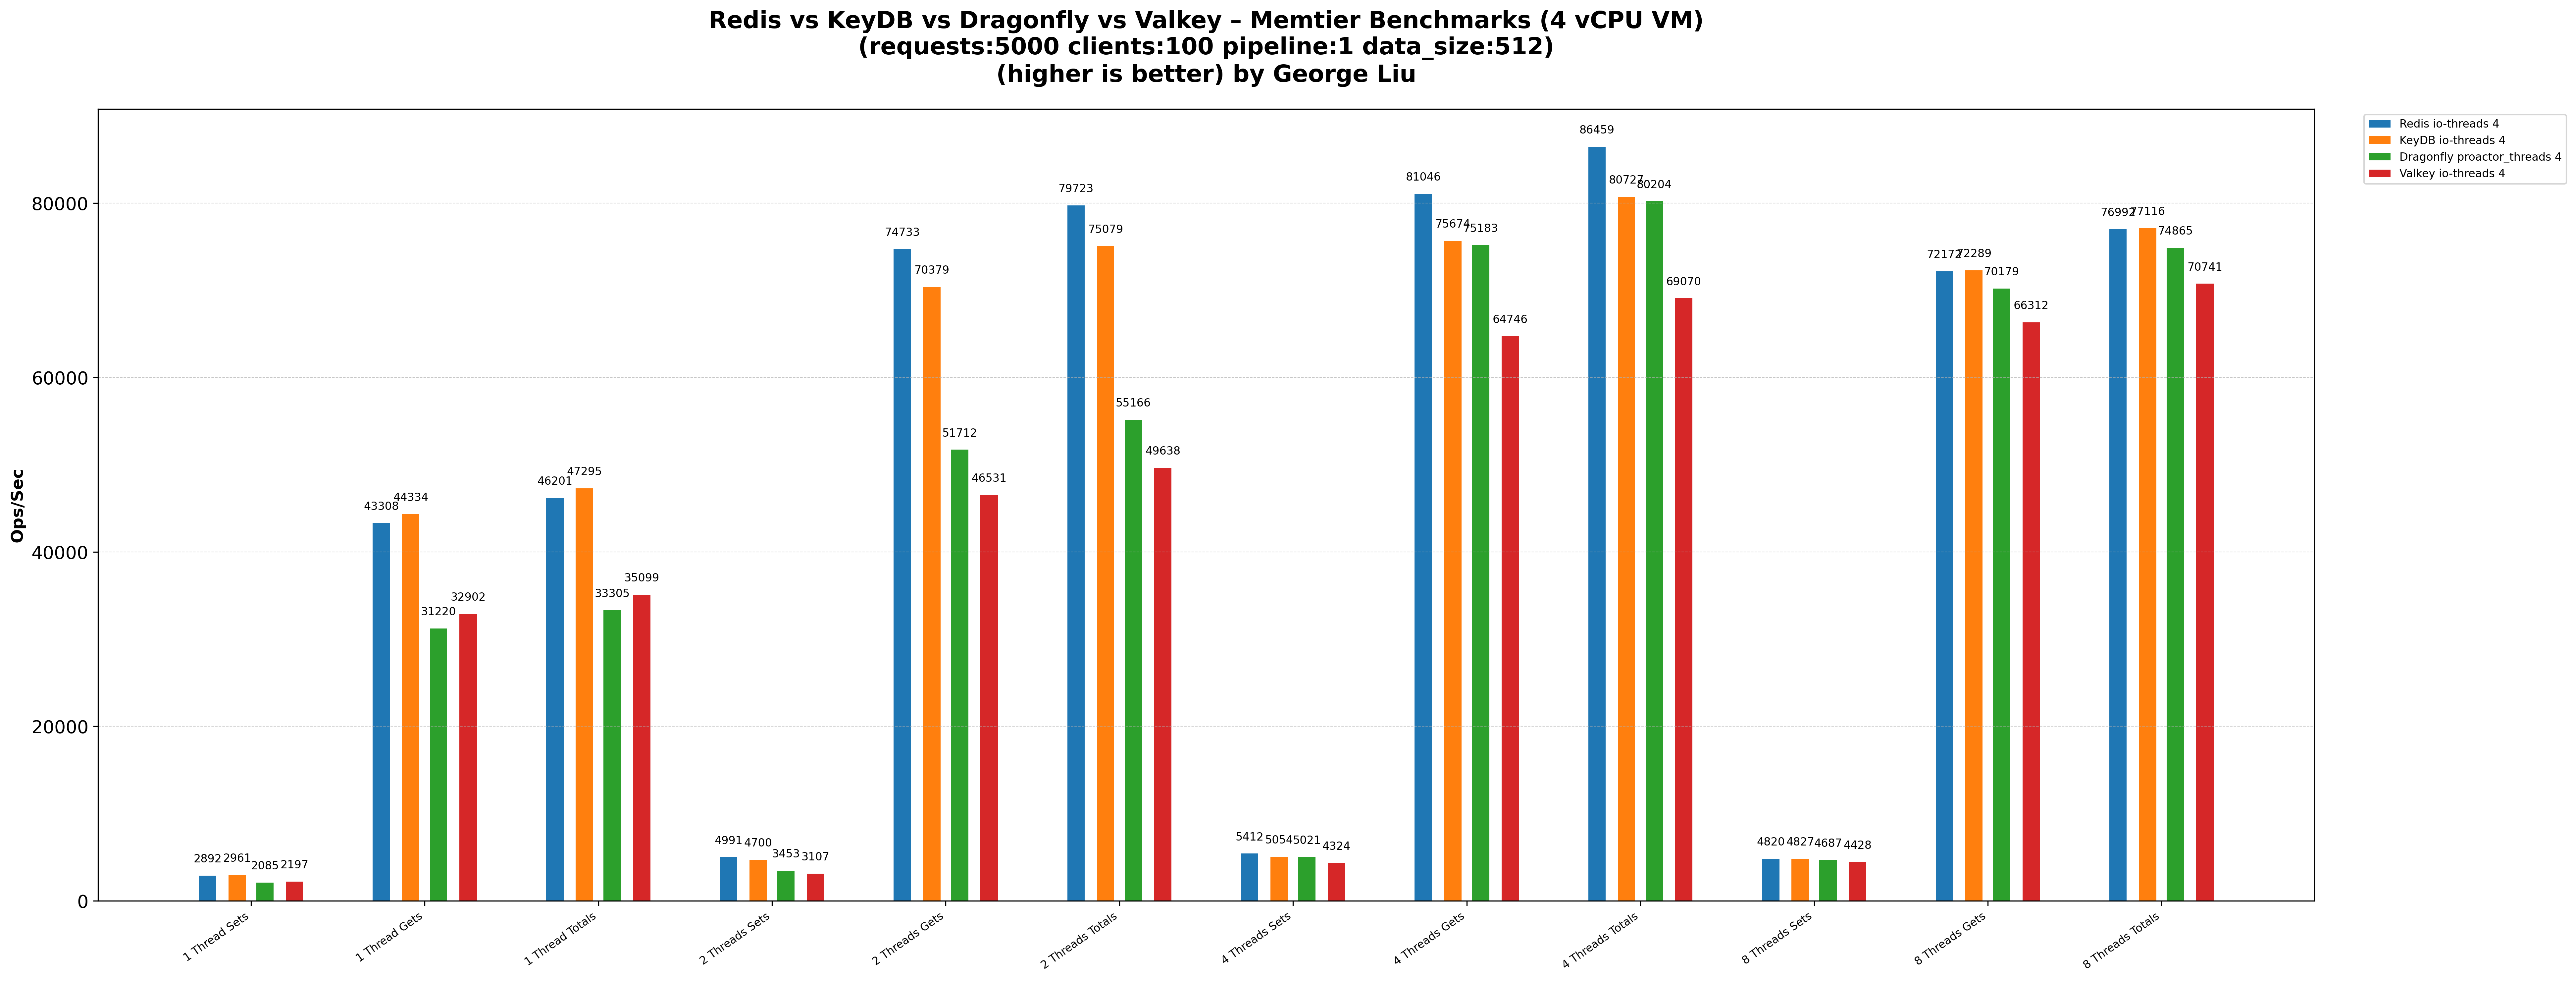 Redis vs KeyDB vs Dragonfly vs Valkey – Memtier Benchmarks (4 vCPU VM)
(requests:5000 clients:100 pipeline:1 data_size:512)
(higher is better) by George Liu
Redis io-threads 4
KeyDB io-threads 4
Dragonfly proactor_threads 4
Valkey io-threads 4
Ops/Sec
80000
60000
40000
20000
0
2892 2961 2085 2197
43308 44334 31220 32902
46201 47295 33305 35099
4991 4700 3453 3107
74733 70379 51712 46531
79723 75079 55166 49638
5412 5054 5021 4324
81046 75674 75183 64746
86459 80727 80204 69070
4820 4827 4687 4428
72172 72289 70179 66312
76992 77116 74865 70741
1 Thread Sets
1 Thread Gets
1 Thread Totals
2 Threads Sets
2 Threads Gets
2 Threads Totals
4 Threads Sets
4 Threads Gets
4 Threads Totals
8 Threads Sets
8 Threads Gets
8 Threads Totals